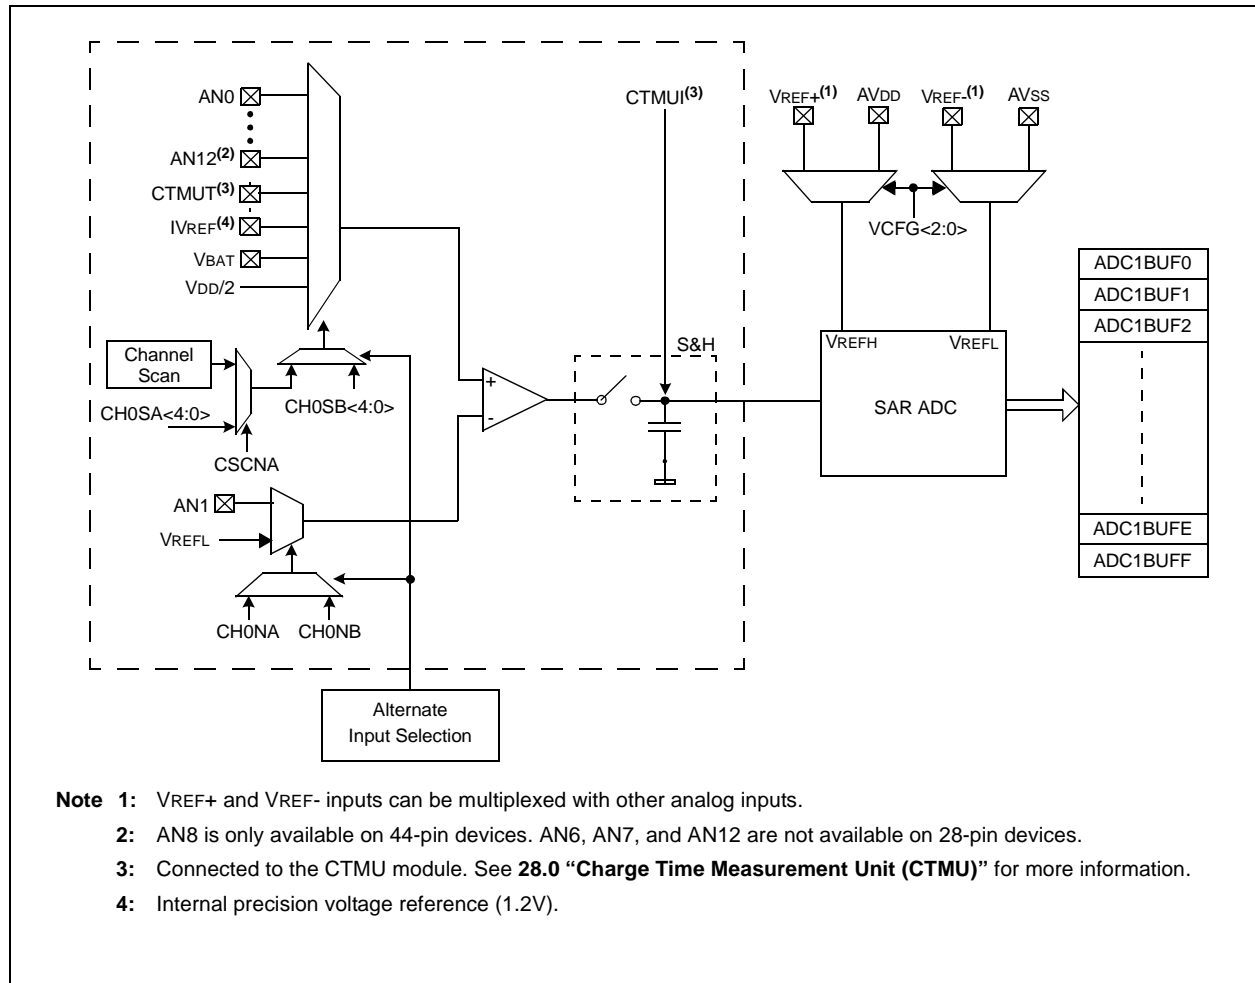 AN0
AN12(2)
CTMUT(3)
IVREF(4)
VBAT
VDD/2
Channel
Scan
CH0SA<4:0>
CSCNA
CH0SB<4:0>
AN1
VREFL
CH0NA
CH0NB
Alternate
Input Selection
+
-
CTMUI(3)
S&H
VREF+(1)
AVDD
VREF-(1)
AVSS
VCFG<2:0>
VREFH
VREFL
SAR ADC
ADC1BUF0
ADC1BUF1
ADC1BUF2
ADC1BUFE
ADC1BUFF
Note 1: VREF+ and VREF- inputs can be multiplexed with other analog inputs.
2: AN8 is only available on 44-pin devices. AN6, AN7, and AN12 are not available on 28-pin devices.
3: Connected to the CTMU module. See 28.0 “Charge Time Measurement Unit (CTMU)” for more information.
4: Internal precision voltage reference (1.2V).